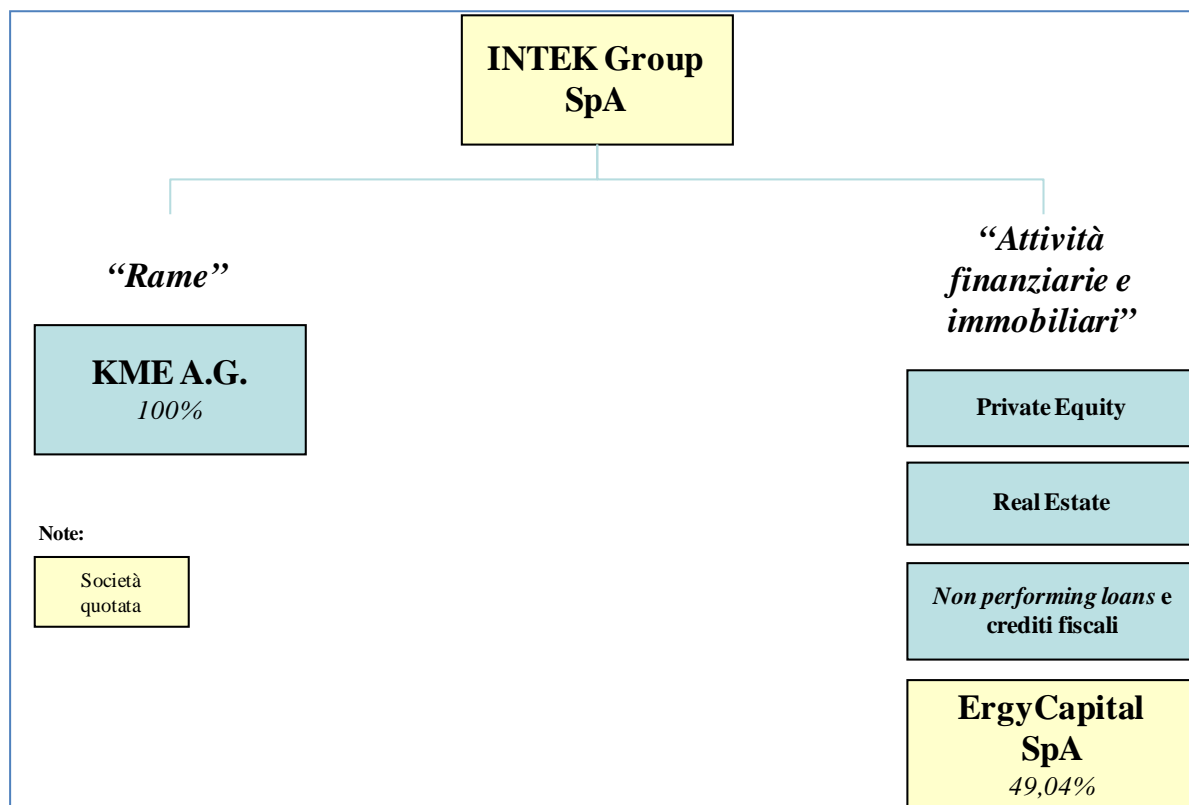 INTEK Group
SpA
“Rame”
KME A.G.
100%
Note:
Società
quotata
“Attività
finanziarie e
immobiliari”
Private Equity
Real Estate
Non performing loans e
crediti fiscali
ErgyCapital
SpA
49,04%